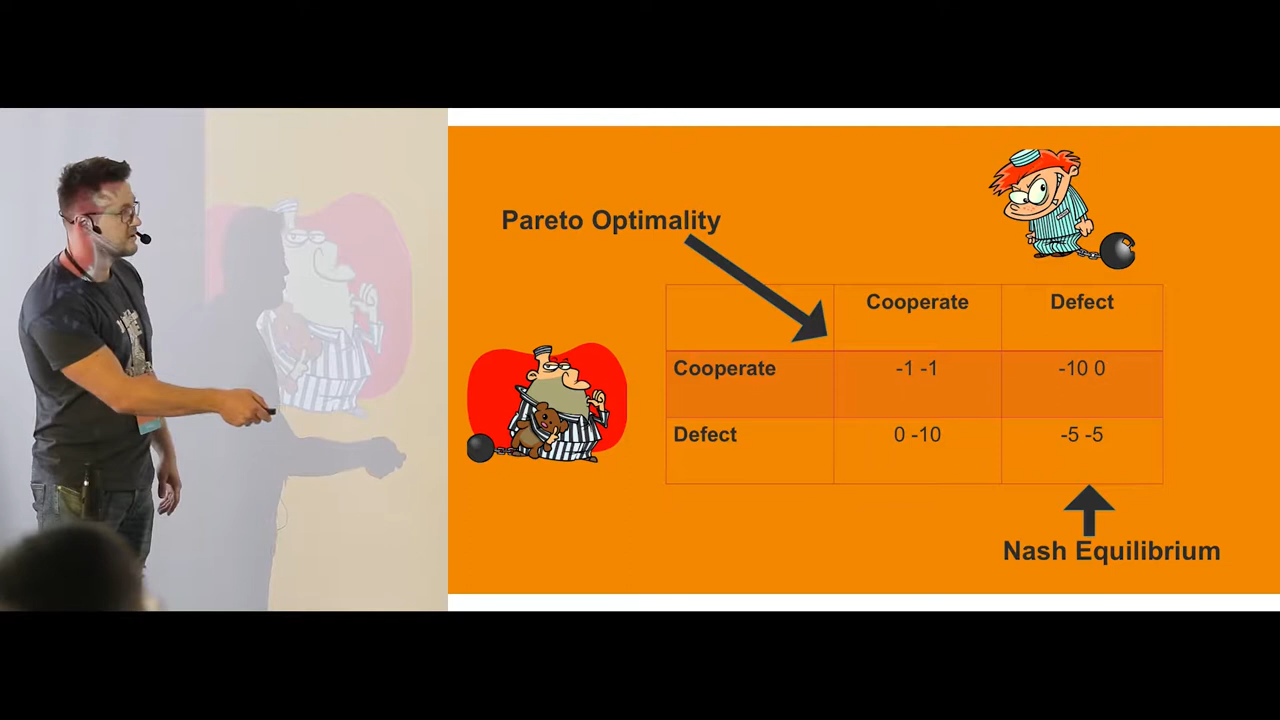 Pareto Optimality
Cooperate Defect
Cooperate -1 -1 -10 0
Defect 0 -10 -5 -5
Nash Equilibrium